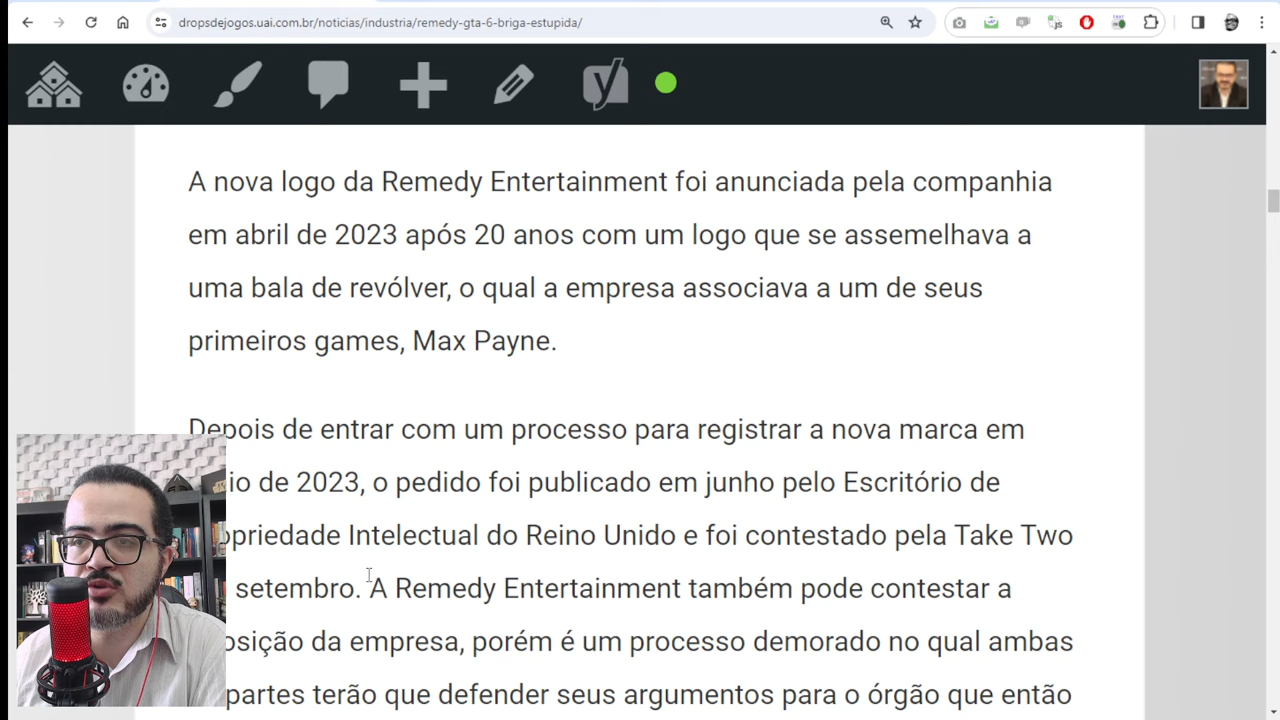 dropsdejogos.uai.com.br/noticias/industria/remedy-gta-6-briga-estupida/
A nova logo da Remedy Entertainment foi anunciada pela companhia
em abril de 2023 após 20 anos com um logo que se assemelhava a
uma bala de revólver, o qual a empresa associava a um de seus
primeiros games, Max Payne.
Depois de entrar com um processo para registrar a nova marca em
io de 2023, o pedido foi publicado em junho pelo Escritório de
opriedade Intelectual do Reino Unido e foi contestado pela Take Two
setembro. A Remedy Entertainment também pode contestar a
osição da empresa, porém é um processo demorado no qual ambas
partes terão que defender seus argumentos para o órgão que então